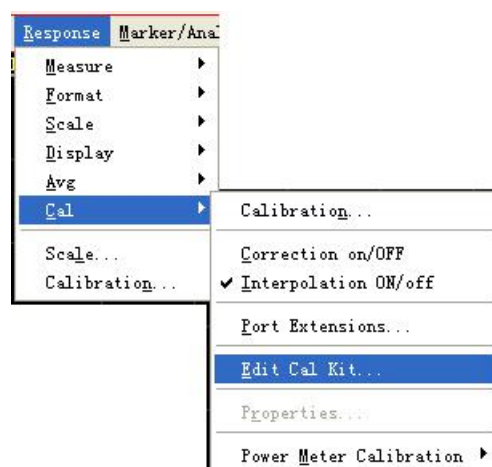 Response Marker/Ana
Measure
Format
Scale
Display
Avg
Cal
Scale...
Calibration...
Calibration...
Correction on/OFF
Interpolation ON/off
Port Extensions...
Edit Cal Kit...
Properties...
Power Meter Calibration